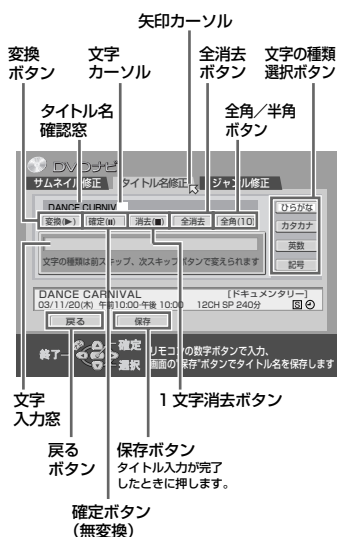 矢印カーソル
変換
ボタン
文字
カーソル
全消去
ボタン
文字の種類
選択ボタン
タイトル名
確認窓
全角／半角
ボタン
DVDナビ
サムネイル修正
タイトル名修正
ジャンル修正
DANCE CURNIV
変換(▶)
確定(II)
消去(■)
全消去
全角(10)
ひらがな
カタカナ
英数
記号
文字の種類は前スキップ、次スキップボタンで変えられます
DANCE CARNIVAL
[ドキュメンタリー]
03/11/20(木) 午前10:00-午後 10:00 12CH SP 240分 S
戻る
保存
終了
確定
選択
リモコンの数字ボタンで入力、
画面の"保存"ボタンでタイトル名を保存します
文字
入力窓
1文字消去ボタン
戻る
ボタン
保存ボタン
タイトル入力が完了
したときに押します。
確定ボタン
(無変換)